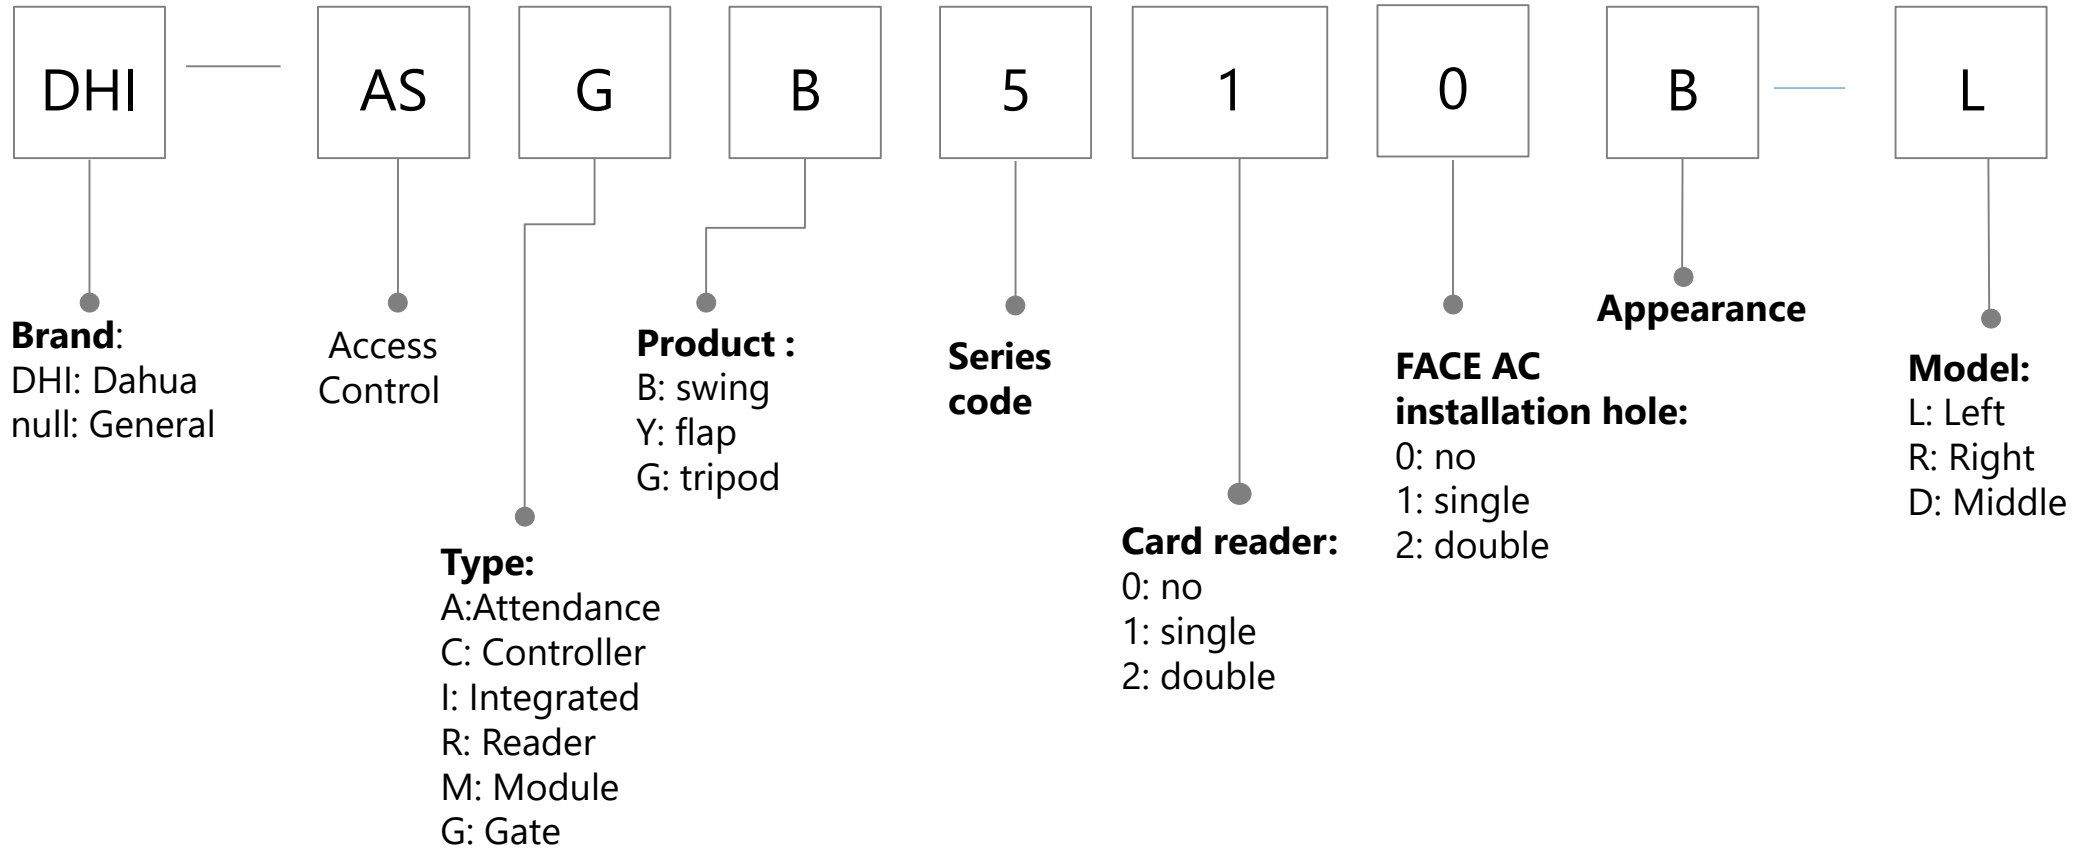 DHI
AS
G
B
5
1
0
B
L
Brand:
DHI: Dahua
null: General
Access
Control
Type:
A:Attendance
C: Controller
I: Integrated
R: Reader
M: Module
G: Gate
Product :
B: swing
Y: flap
G: tripod
Series
code
Card reader:
0: no
1: single
2: double
FACE AC
installation hole:
0: no
1: single
2: double
Appearance
Model:
L: Left
R: Right
D: Middle